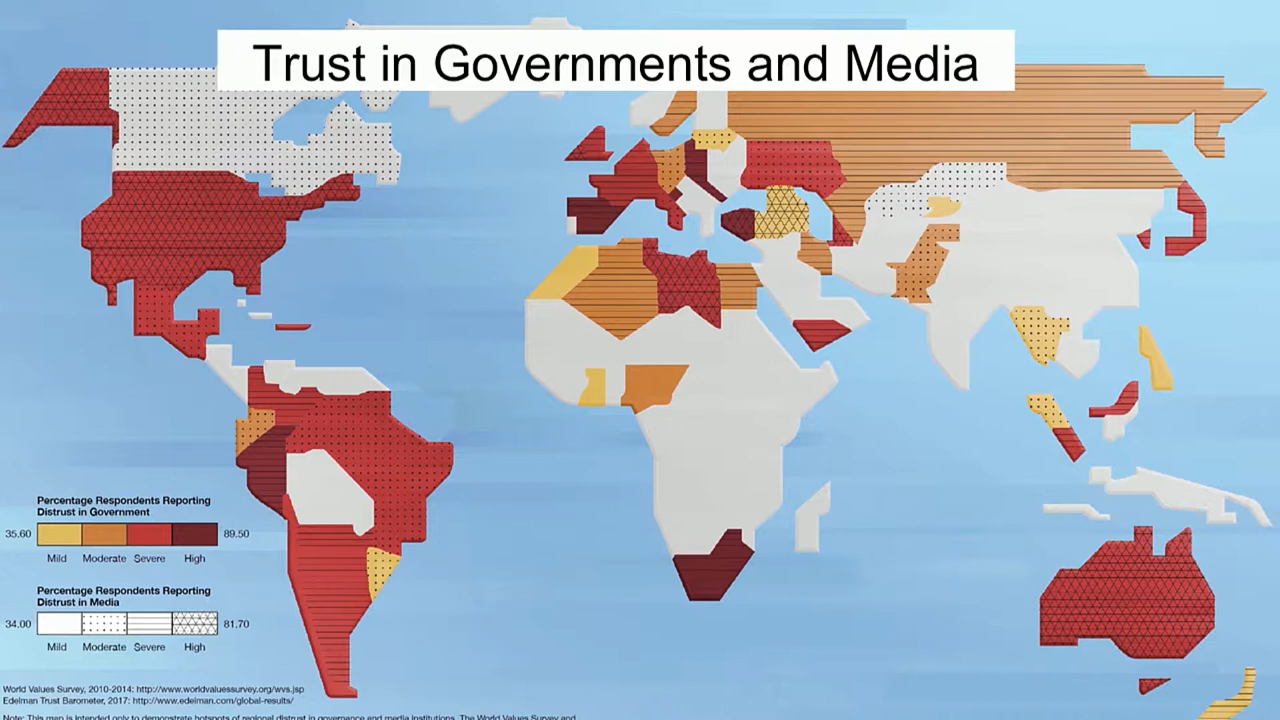 Trust in Governments and Media
Percentage Respondents Reporting
Distrust in Government
35.60
89.50
Mild Moderate Severe High
Percentage Respondents Reporting
Distrust in Media
34.00
81.70
Mild Moderate Severe High
World Values Survey, 2010-2014: http://www.worldvaluessurvey.org/wvs.jsp
Edelman Trust Barometer, 2017: http://www.edelman.com/global-results/
Note: This map is intended only to demonstrate hotspots of regional distrust in governance and media institutions. The World Values Survey and